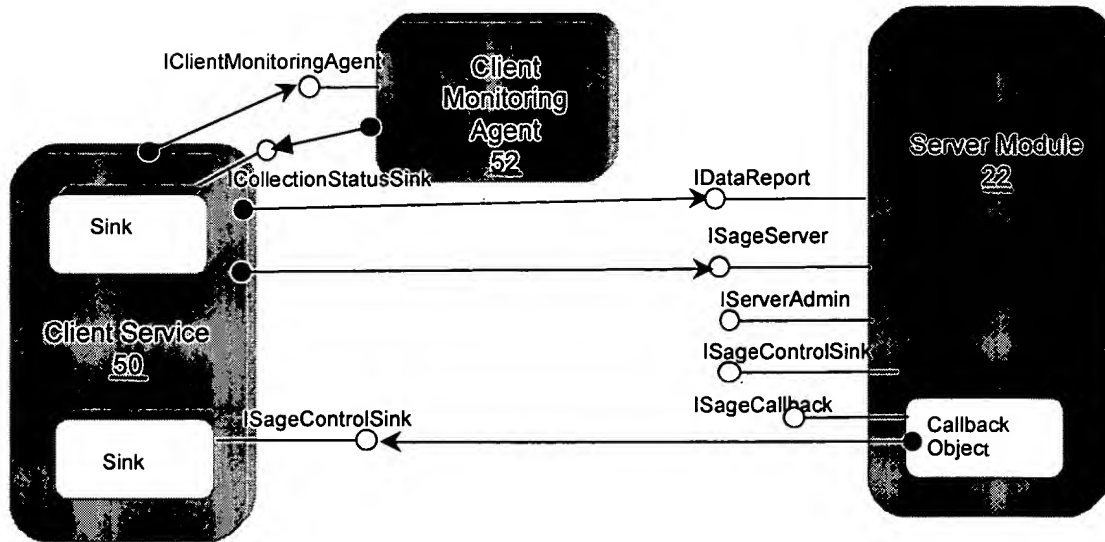 IClientMonitoringAgent
Client
Monitoring
Agent
52
ICollectionStatusSink
Sink
Client Service
50
Sink
IDataReport
ISageServer
IServerAdmin
ISageControlSink
ISageCallback
ISageControlSink
Server Module
22
Callback
Object